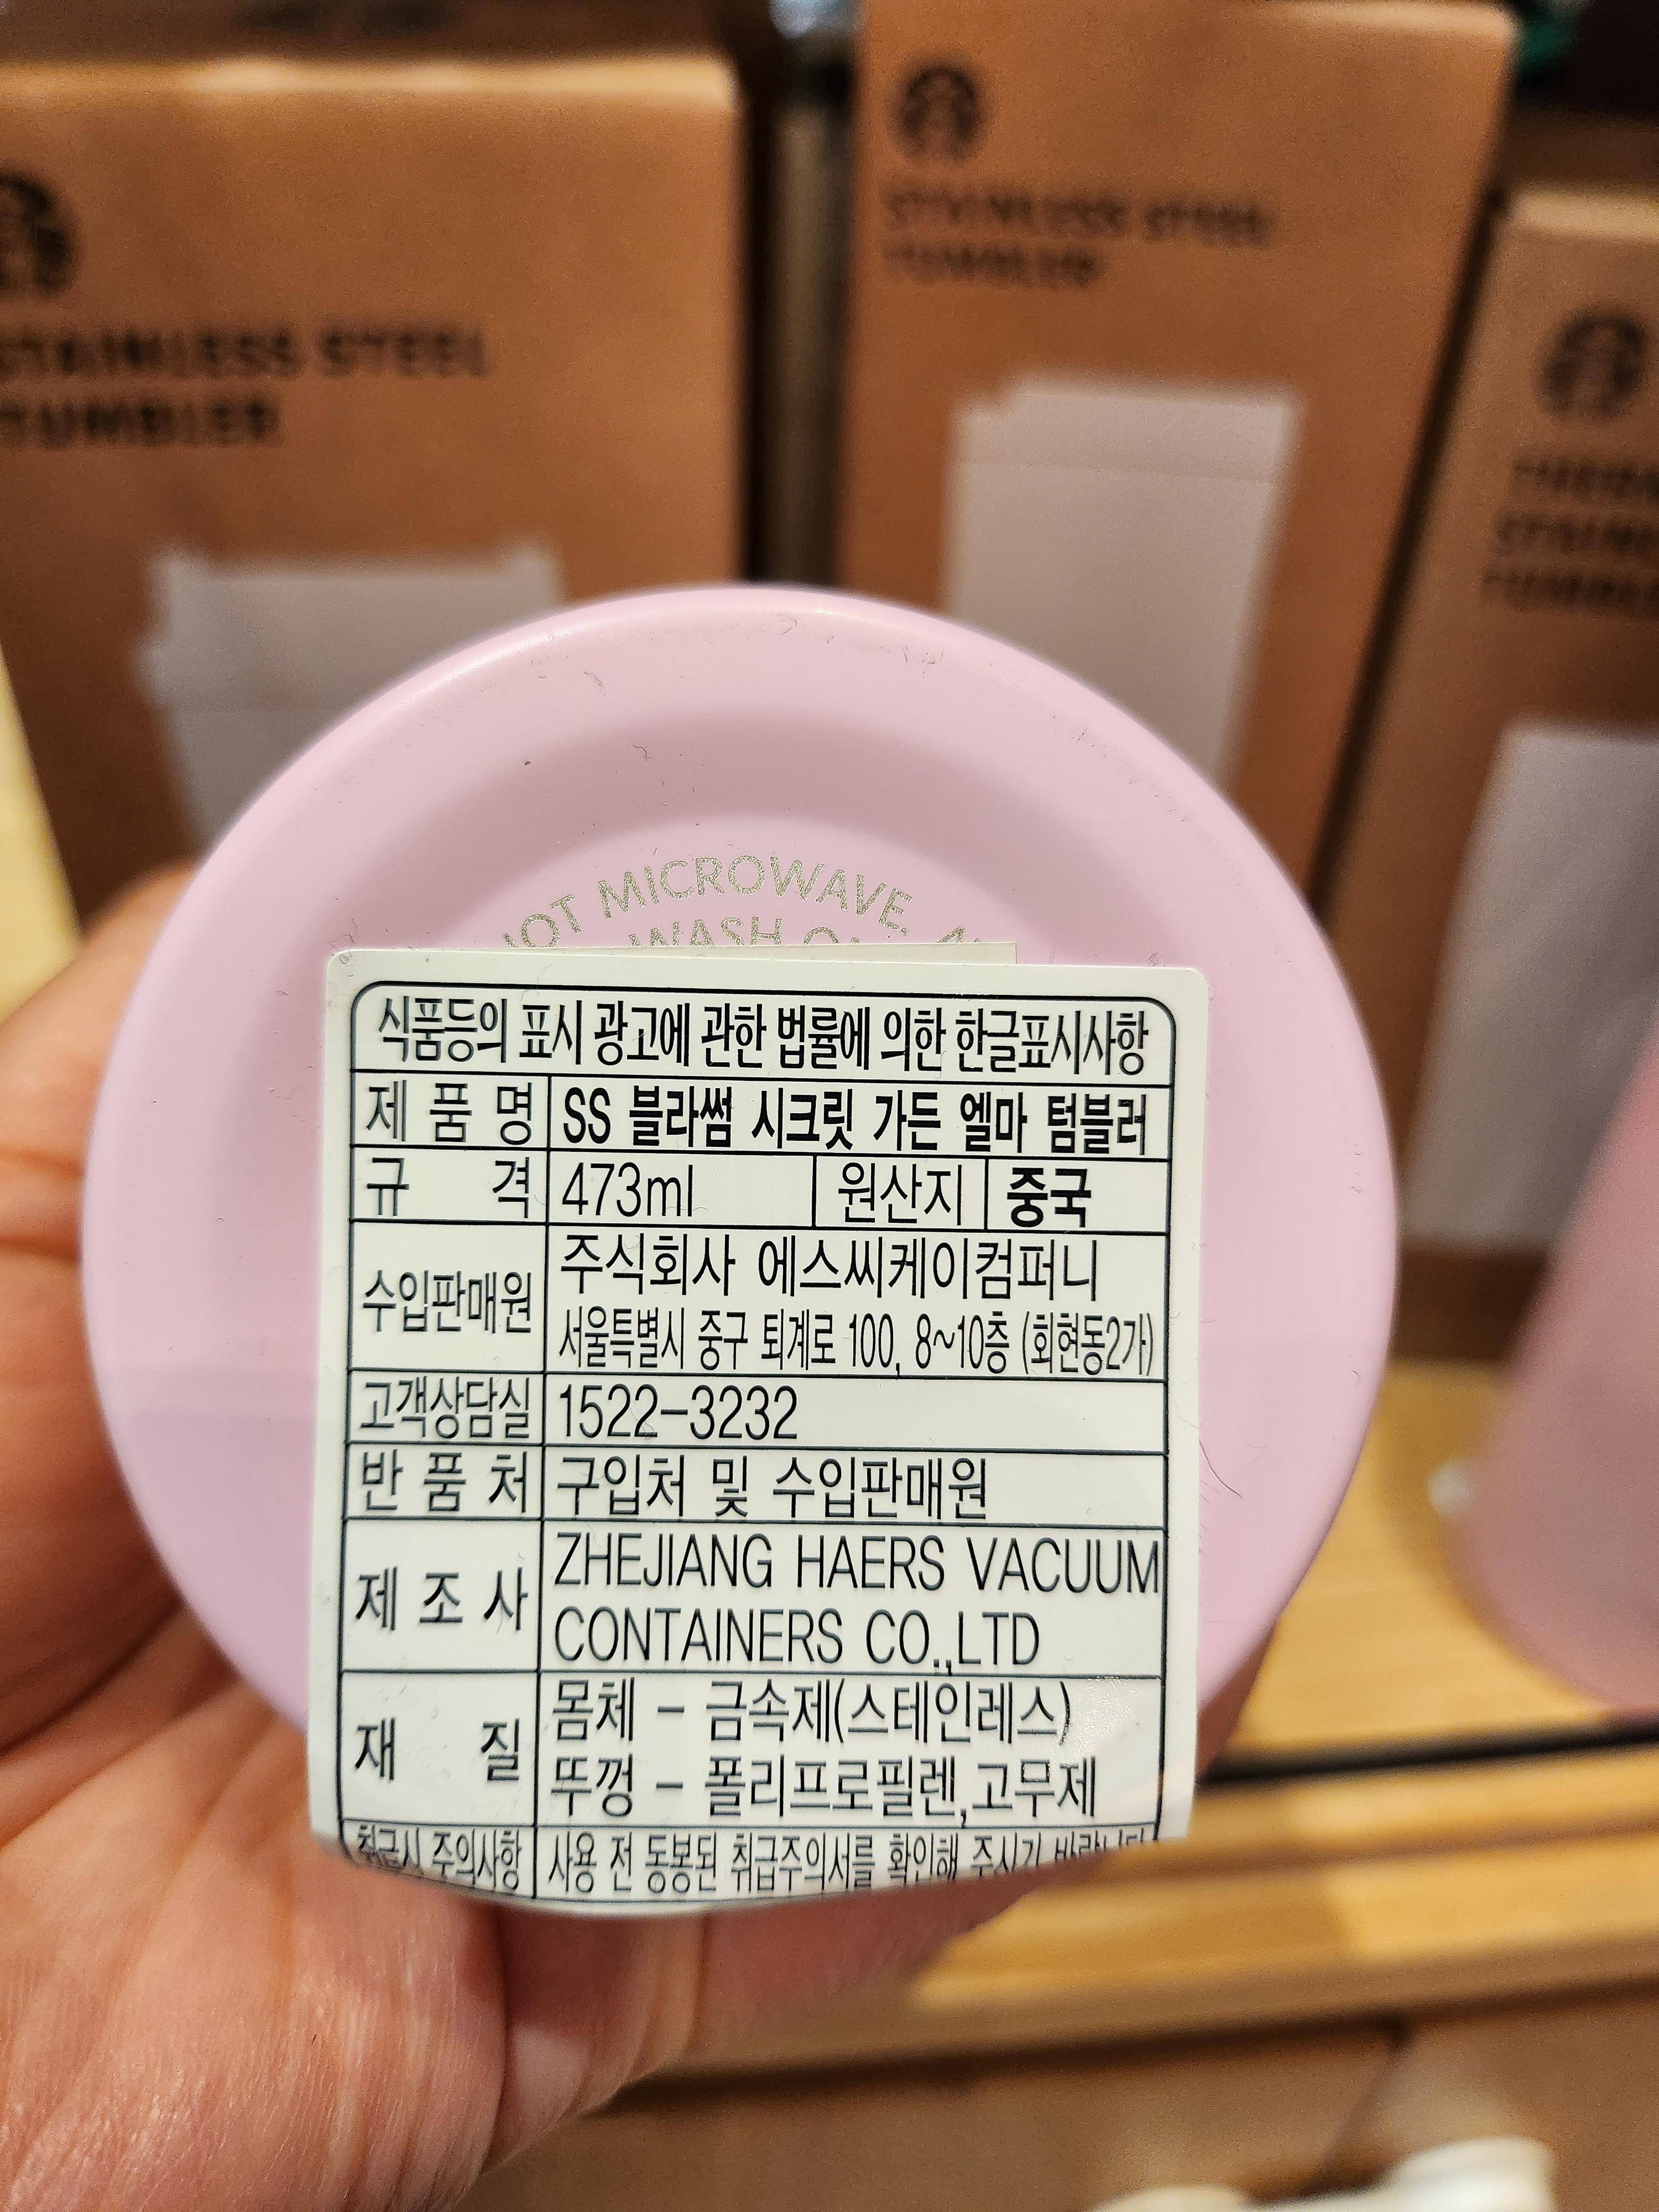 STAINLESS STEEL
TUMBLER
STAINLESS STEEL
TUMBLER
MICROWAVE.
WASH
식품등의 표시 광고에 관한 법률에 의한 한글표시사항
제 품 명 SS 블라썸 시크릿 가든 엘마 텀블러
규 격 473ml 원산지 중국
수입판매원 주식회사 에스씨케이컴퍼니
서울특별시 중구 퇴계로 100, 8~10층 (회현동2가)
고객상담실 1522-3232
반 품 처 구입처 및 수입판매원
제 조 사 ZHEJIANG HAERS VACUUM
CONTAINERS CO.,LTD
재 질 몸체 - 금속제(스테인레스)
뚜껑 - 폴리프로필렌,고무제
취급시 주의사항 사용 전 동봉된 취급주의서를 확인해 주시기 바랍니다